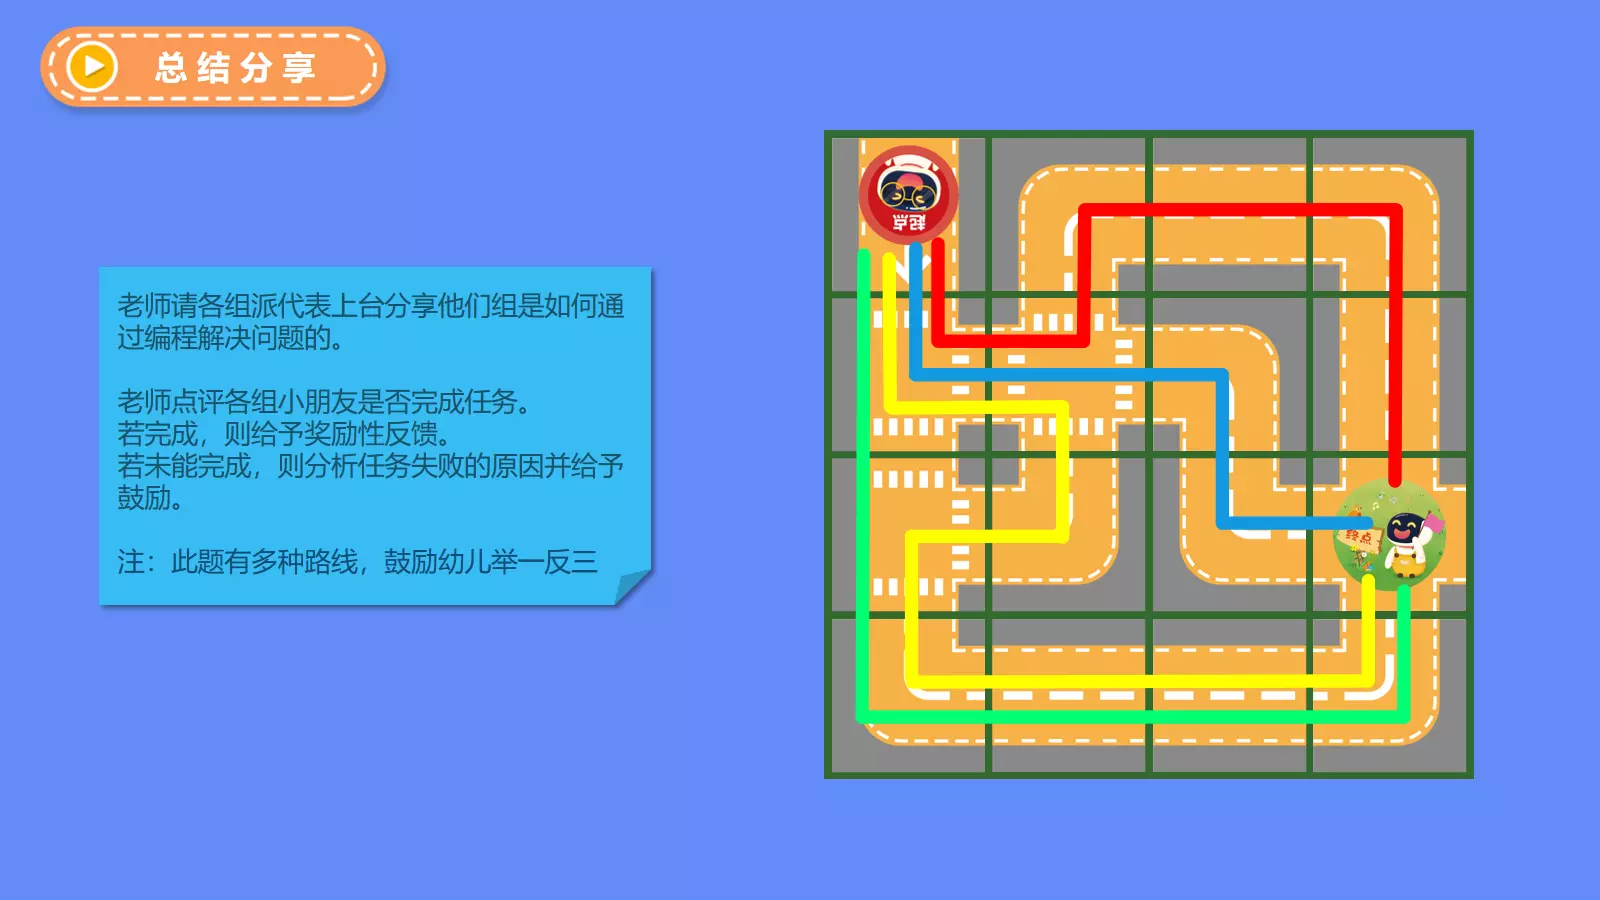 总结分享
老师请各组派代表上台分享他们组是如何通
过编程解决问题的。
老师点评各组小朋友是否完成任务。
若完成，则给予奖励性反馈。
若未能完成，则分析任务失败的原因并给予
鼓励。
注：此题有多种路线，鼓励幼儿举一反三
起点
终点